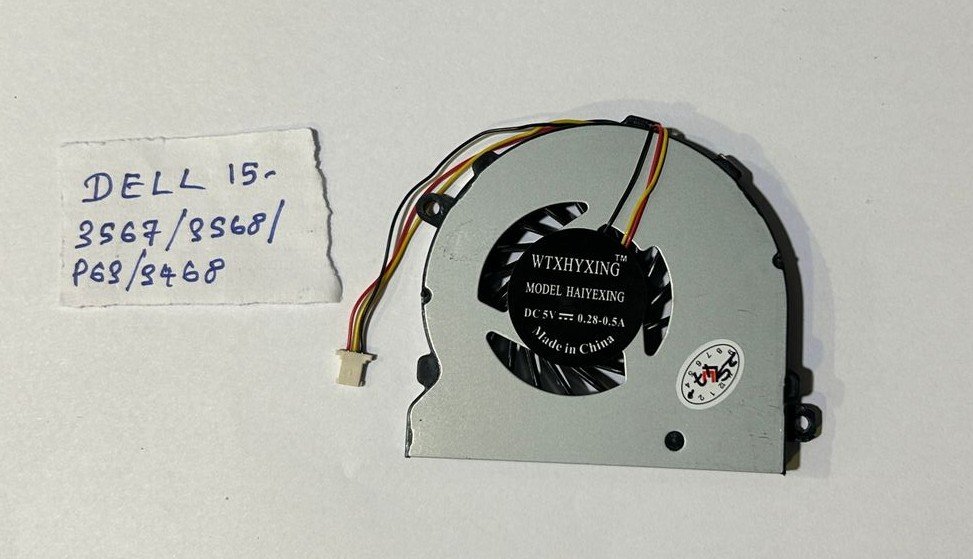 DELL 15-
3567/3568/
P63/3468
WTXHYXING™
MODEL HAIYEXING
DC 5V⎓0.28-0.5A
Made in China